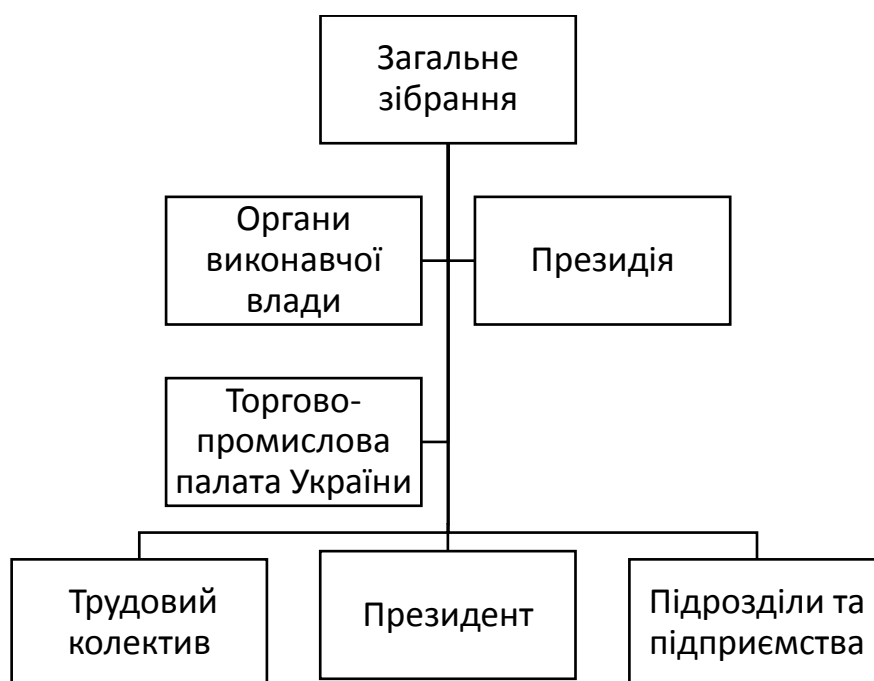 Загальне
зібрання
Органи
виконавчої
влади
Президія
Торгово-
промислова
палата України
Трудовий
колектив
Президент
Підрозділи та
підприємства